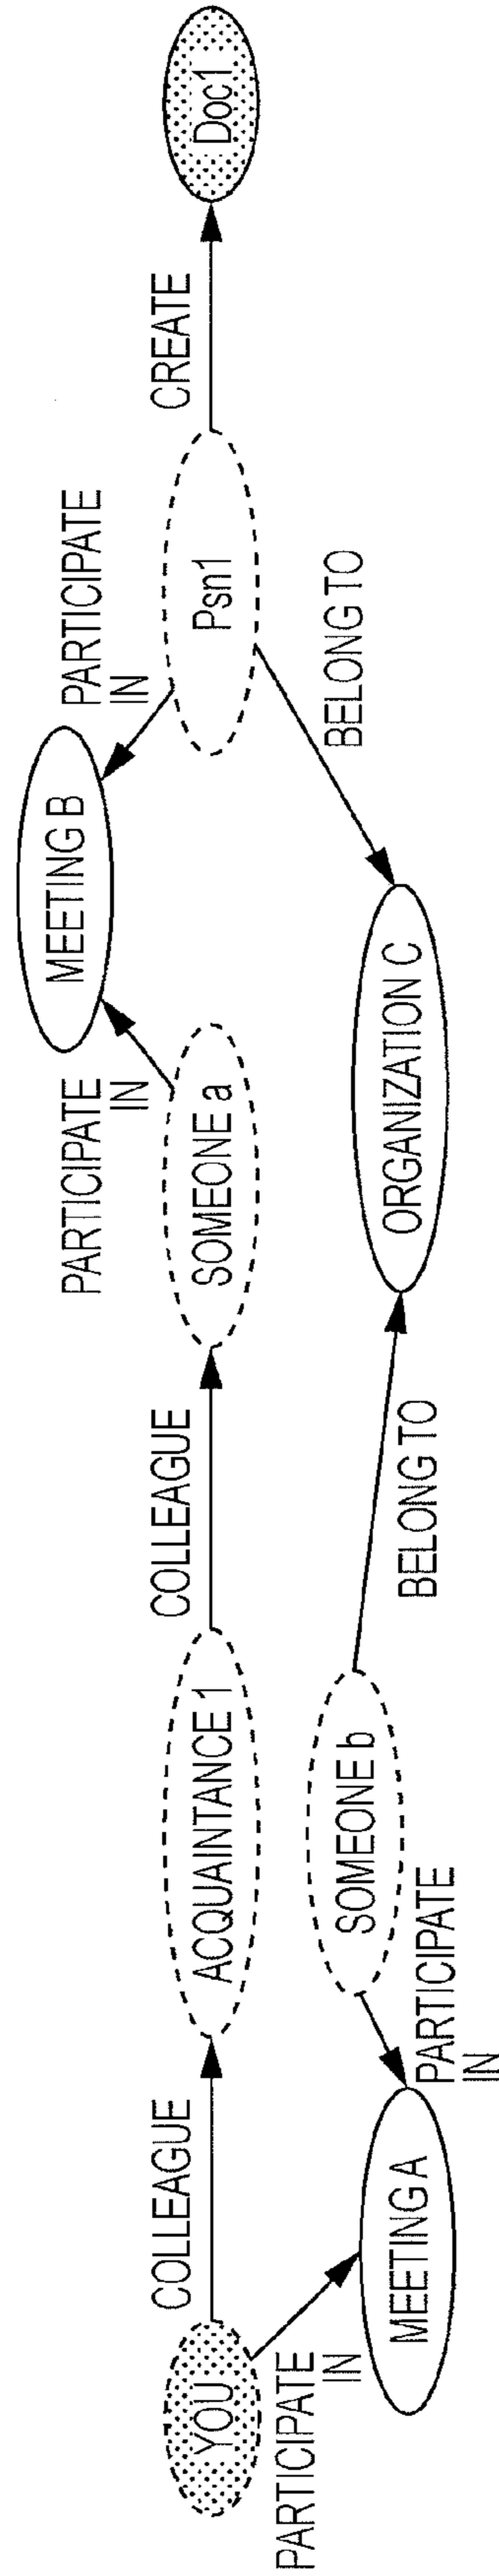 YOU
COLLEAGUE
PARTICIPATE
IN
MEETING A
ACQUAINTANCE 1
SOMEONE b
PARTICIPATE
IN
COLLEAGUE
BELONG TO
SOMEONE a
PARTICIPATE
IN
MEETING B
ORGANIZATION C
PARTICIPATE
IN
BELONG TO
Psn1
CREATE
Doc1